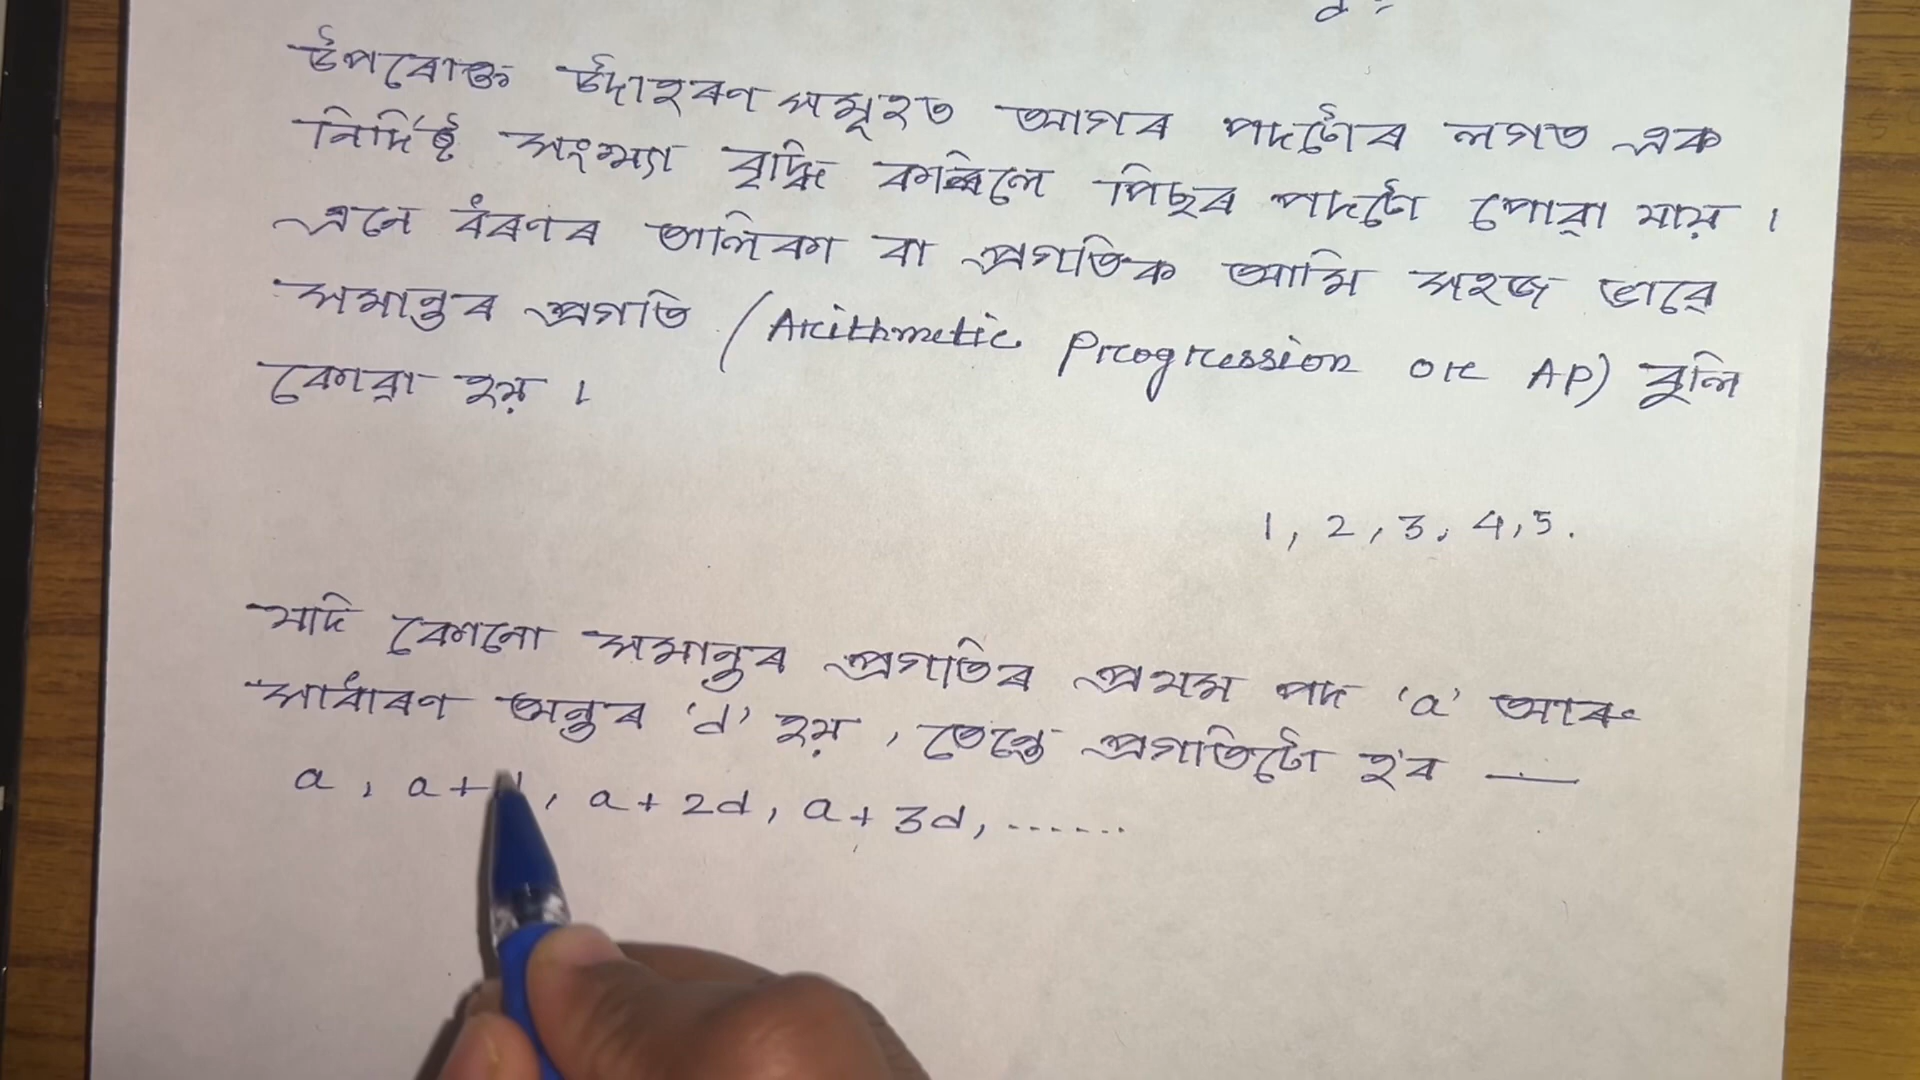 উপৰোক্ত উদাহৰণ সমূহত আগৰ পদটোৰ লগত এক
নিৰ্দিষ্ট সংখ্যা বৃদ্ধি কৰিলে পিছৰ পদটো পোৱা যায় ।
এনে ধৰণৰ তালিকা বা প্ৰগতিক আমি সহজ ভাৱে
সমান্তৰ প্ৰগতি (Arithmetic Progression or AP) বুলি
কোৱা হয় ।
1, 2, 3, 4, 5.
যদি কোনো সমান্তৰ প্ৰগতিৰ প্ৰথম পদ 'a' আৰু
সাধাৰণ অন্তৰ 'd' হয়, তেন্তে প্ৰগতিটো হ'ব —
a, a+d, a+2d, a+3d, ......